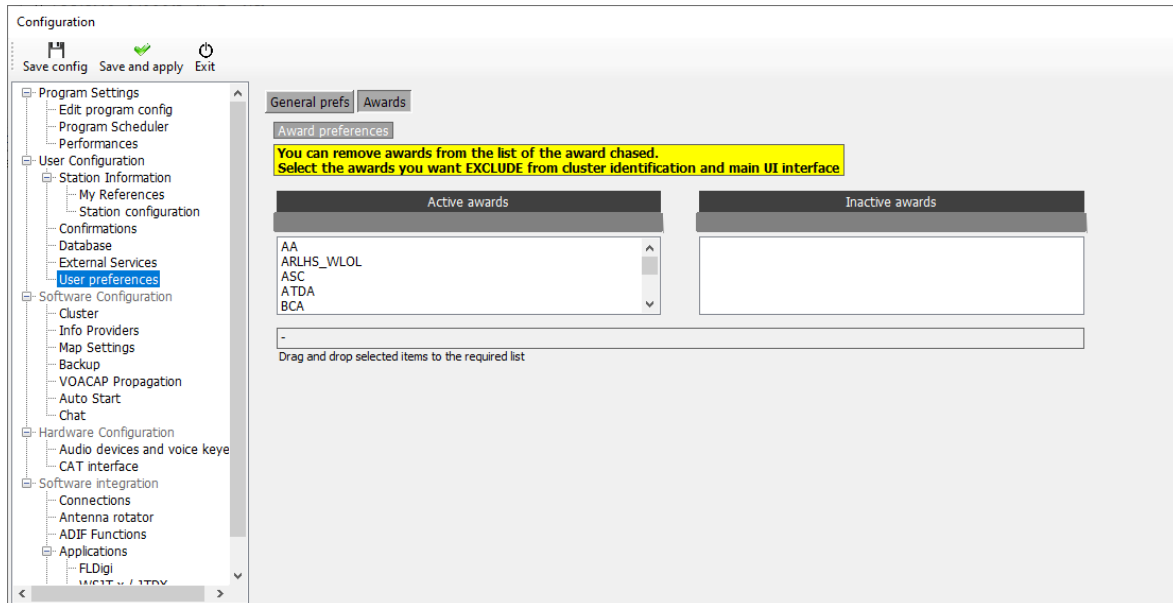 Configuration
Save config Save and apply Exit
Program Settings
Edit program config
Program Scheduler
Performances
User Configuration
Station Information
My References
Station configuration
Confirmations
Database
External Services
User preferences
Software Configuration
Cluster
Info Providers
Map Settings
Backup
VOACAP Propagation
Auto Start
Chat
Hardware Configuration
Audio devices and voice keye
CAT interface
Software integration
Connections
Antenna rotator
ADIF Functions
Applications
FLDigi
WSJT-x / JTDX
General prefs Awards
Award preferences
You can remove awards from the list of the award chased.
Select the awards you want EXCLUDE from cluster identification and main UI interface
Active awards
AA
ARLHS_WLOL
ASC
ATDA
BCA
Inactive awards
-
Drag and drop selected items to the required list